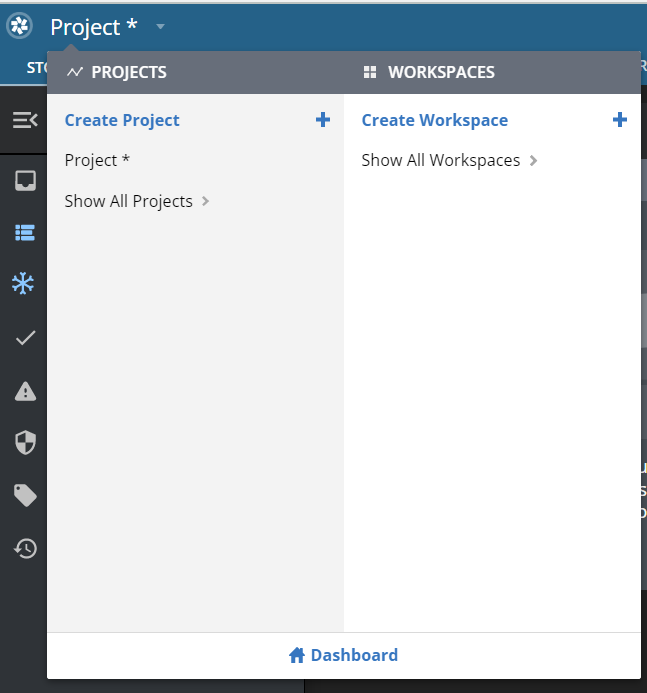 Project *
STO
PROJECTS
WORKSPACES
Create Project
Create Workspace
Project *
Show All Workspaces
Show All Projects
Dashboard